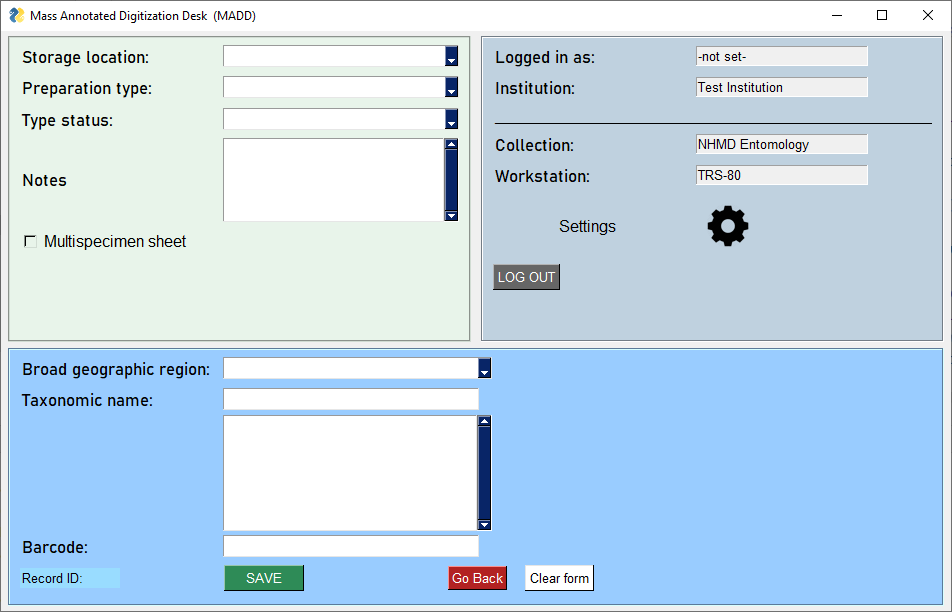 Mass Annotated Digitization Desk  (MADD)
Storage location:
Preparation type:
Type status:
Notes
Multispecimen sheet
Logged in as: -not set-
Institution: Test Institution
Collection: NHMD Entomology
Workstation: TRS-80
Settings
LOG OUT
Broad geographic region:
Taxonomic name:
Barcode:
Record ID: SAVE Go Back Clear form